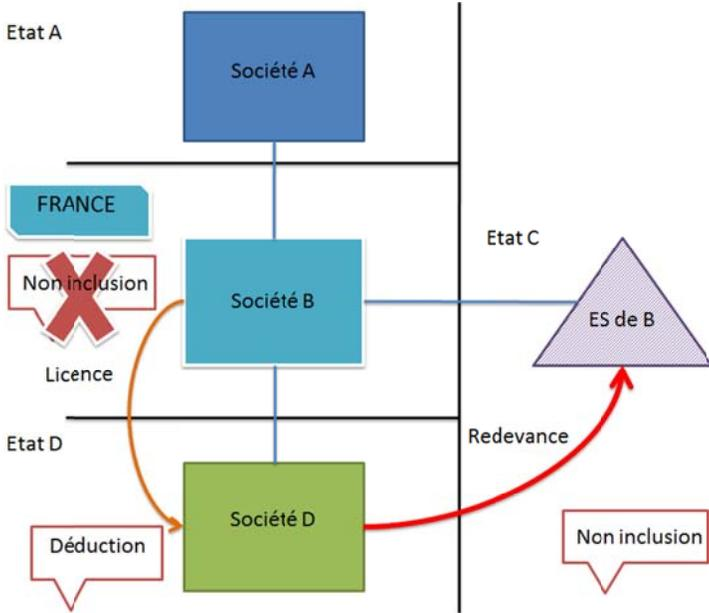 Etat A
Société A
FRANCE
Non inclusion
Société B
Etat C
ES de B
Licence
Etat D
Redevance
Société D
Déduction
Non inclusion